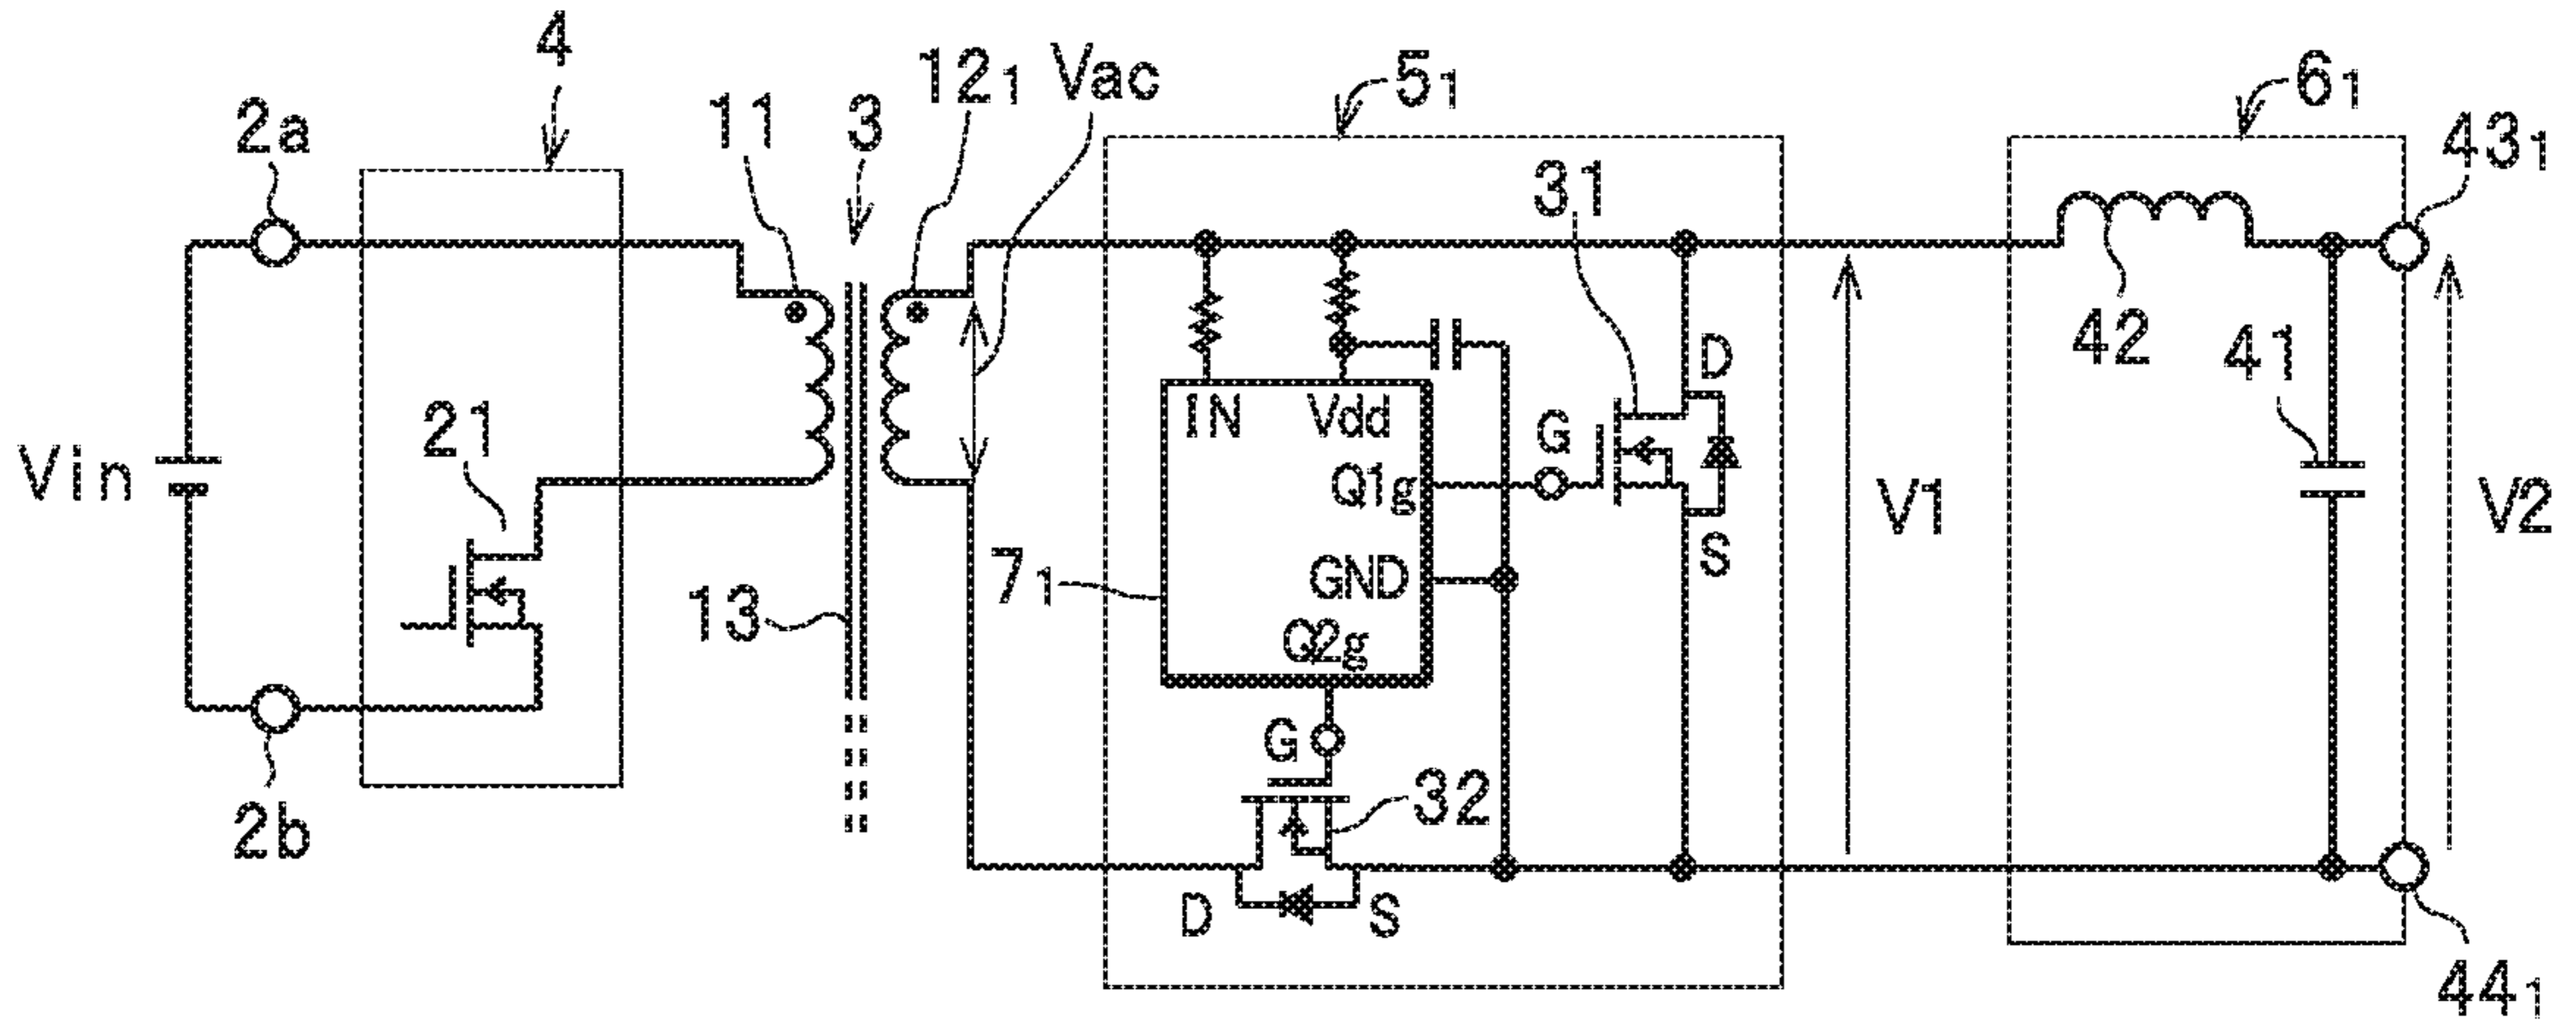 4
2a
11
3
12₁
Vac
5₁
6₁
43₁
31
42
41
D
IN
Vdd
G
Q1g
21
Vin
V1
V2
S
7₁
GND
13
Q2g
G
32
2b
D
S
44₁